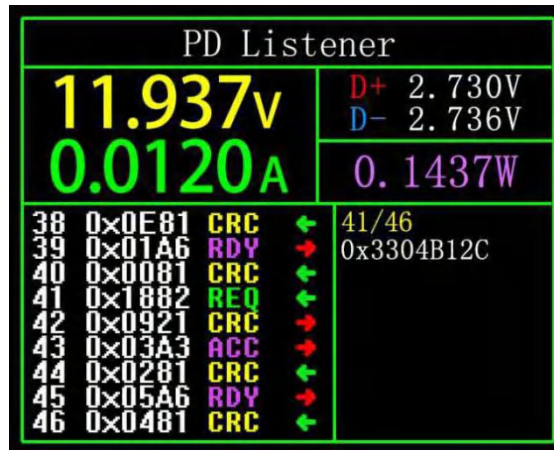 PD Listener
11.937V
0.0120A
D+ 2.730V
D- 2.736V
0.1437W
38 0x0E81 CRC ←
39 0x01A6 RDY →
40 0x0081 CRC ←
41 0x1882 REQ ←
42 0x0921 CRC →
43 0x03A3 ACC →
44 0x0281 CRC ←
45 0x05A6 RDY →
46 0x0481 CRC ←
41/46
0x3304B12C